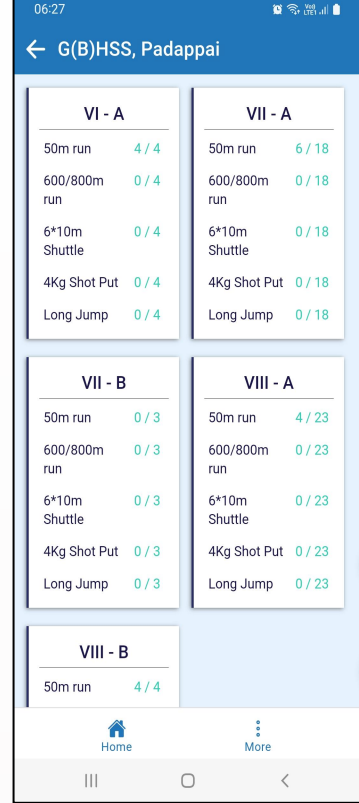 06:27
Vo) LTE1
G(B)HSS, Padappai
VI - A
50m run 4 / 4
600/800m run 0 / 4
6*10m Shuttle 0 / 4
4Kg Shot Put 0 / 4
Long Jump 0 / 4
VII - A
50m run 6 / 18
600/800m run 0 / 18
6*10m Shuttle 0 / 18
4Kg Shot Put 0 / 18
Long Jump 0 / 18
VII - B
50m run 0 / 3
600/800m run 0 / 3
6*10m Shuttle 0 / 3
4Kg Shot Put 0 / 3
Long Jump 0 / 3
VIII - A
50m run 4 / 23
600/800m run 0 / 23
6*10m Shuttle 0 / 23
4Kg Shot Put 0 / 23
Long Jump 0 / 23
VIII - B
50m run 4 / 4
Home
More